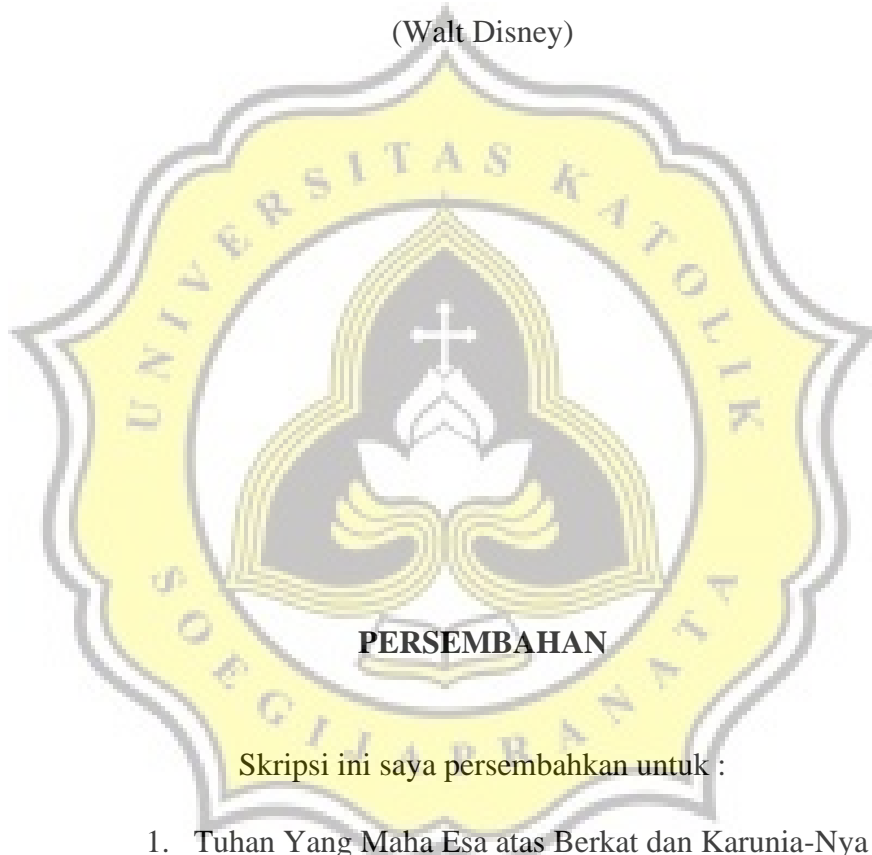 (Walt Disney)
UNIVERSITAS KATOLIK
SOEGIJAPRANATA
PERSEMBAHAN
Skripsi ini saya persembahkan untuk :
1. Tuhan Yang Maha Esa atas Berkat dan Karunia-Nya